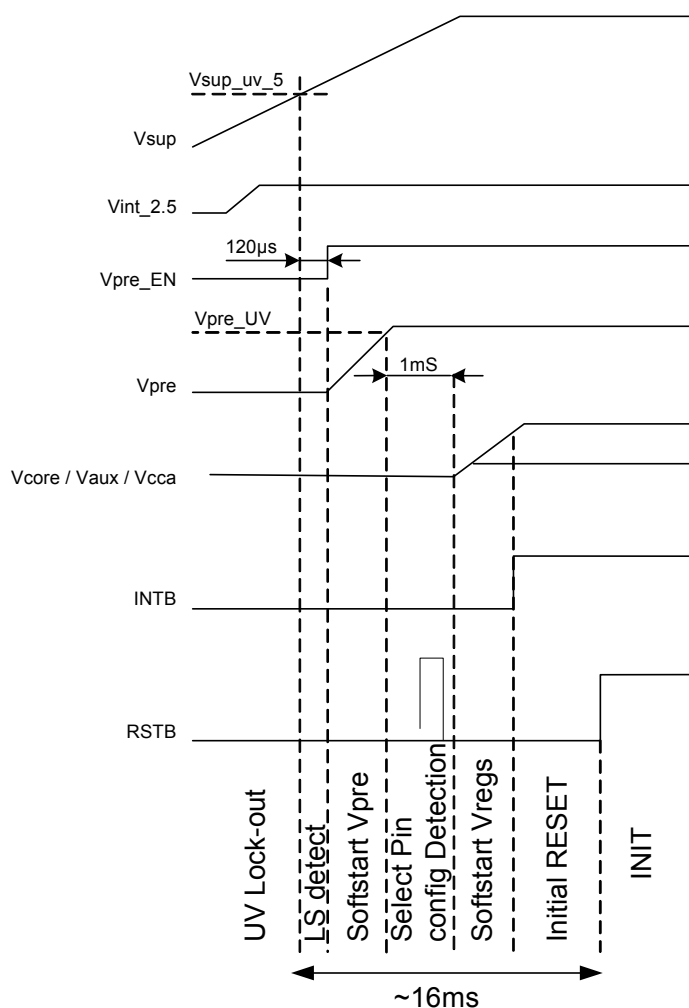 Vsup_uv_5
Vsup
Vint_2.5
120µs
Vpre_EN
Vpre_UV
1mS
Vpre
Vcore / Vaux / Vcca
INTB
RSTB
UV Lock-out
LS detect
Softstart Vpre
Select Pin
config Detection
Softstart Vregs
Initial RESET
INIT
~16ms